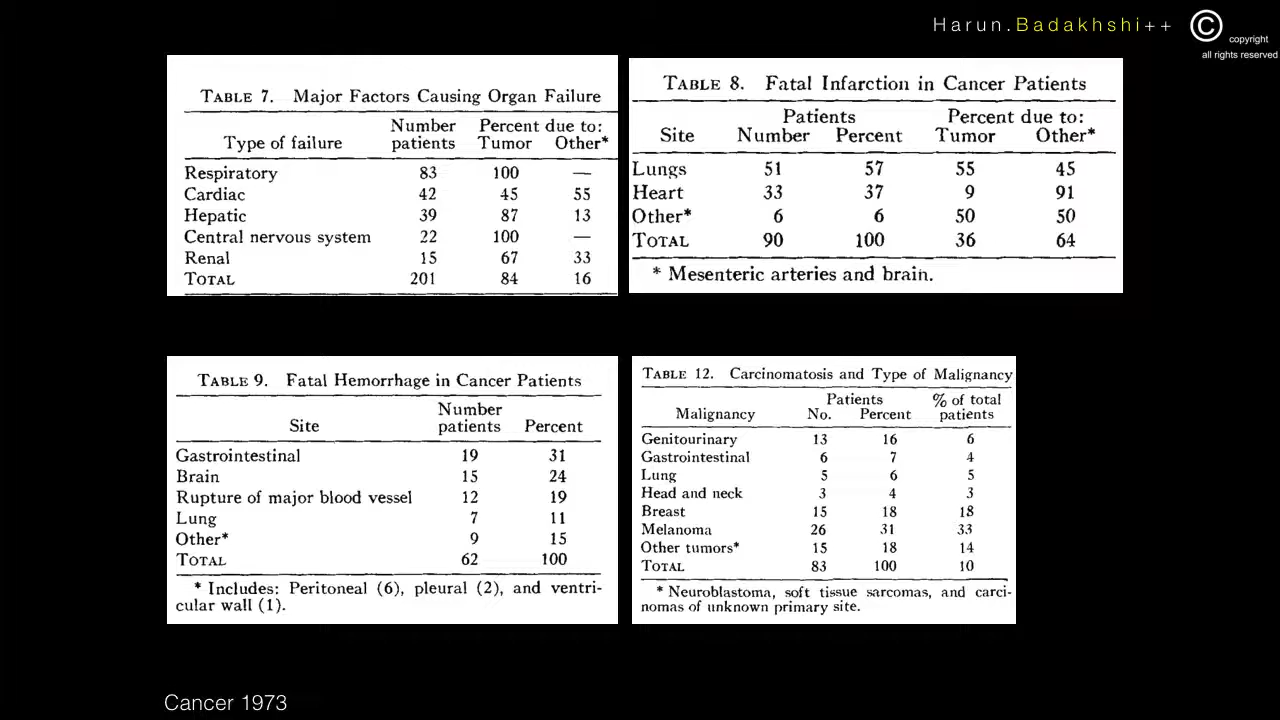 Harun.Badakhshi++ ©
copyright
all rights reserved
TABLE 7. Major Factors Causing Organ Failure
Number Percent due to:
Type of failure patients Tumor Other*
Respiratory 83 100 —
Cardiac 42 45 55
Hepatic 39 87 13
Central nervous system 22 100 —
Renal 15 67 33
TOTAL 201 84 16
TABLE 8. Fatal Infarction in Cancer Patients
Patients Percent due to:
Site Number Percent Tumor Other*
Lungs 51 57 55 45
Heart 33 37 9 91
Other* 6 6 50 50
TOTAL 90 100 36 64
* Mesenteric arteries and brain.
TABLE 9. Fatal Hemorrhage in Cancer Patients
Number
Site patients Percent
Gastrointestinal 19 31
Brain 15 24
Rupture of major blood vessel 12 19
Lung 7 11
Other* 9 15
TOTAL 62 100
* Includes: Peritoneal (6), pleural (2), and ventri-
cular wall (1).
TABLE 12. Carcinomatosis and Type of Malignancy
Patients % of total
Malignancy No. Percent patients
Genitourinary 13 16 6
Gastrointestinal 6 7 4
Lung 5 6 5
Head and neck 3 4 3
Breast 15 18 18
Melanoma 26 31 33
Other tumors* 15 18 14
TOTAL 83 100 10
* Neuroblastoma, soft tissue sarcomas, and carci-
nomas of unknown primary site.
Cancer 1973